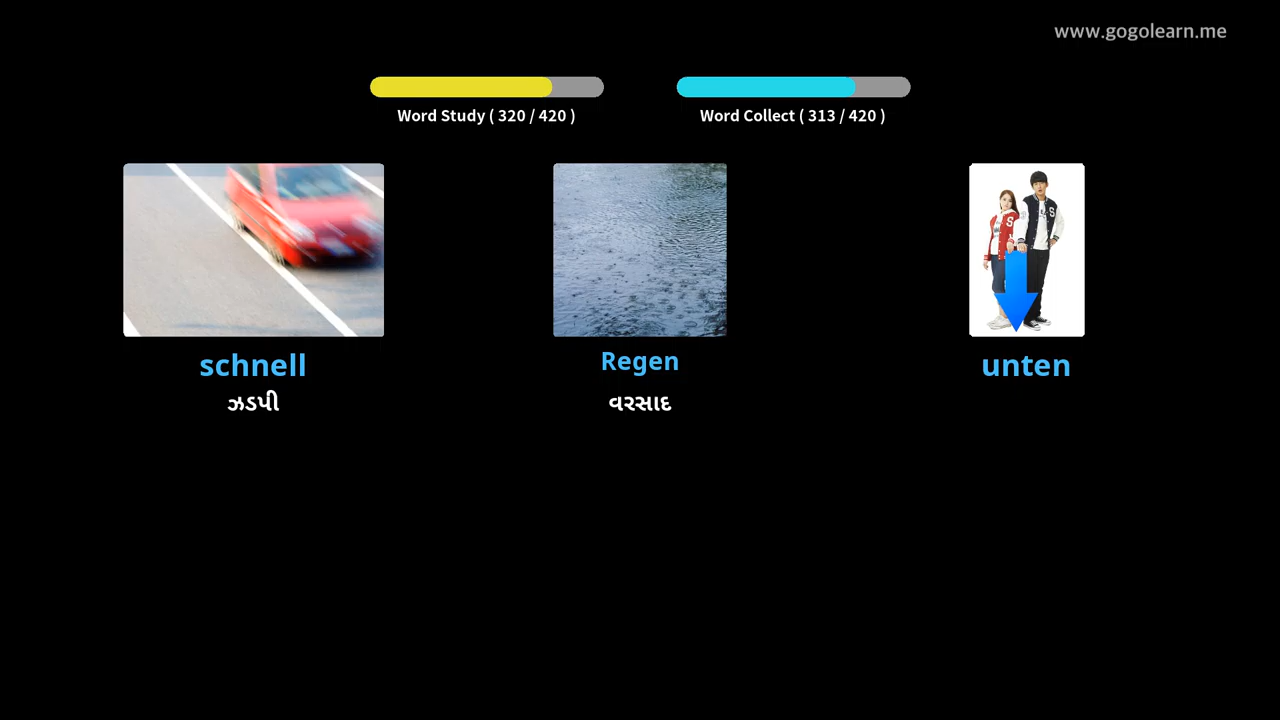 www.gogolearn.me
Word Study ( 320 / 420 )
Word Collect ( 313 / 420 )
schnell
ઝડપી
Regen
વરસાદ
unten